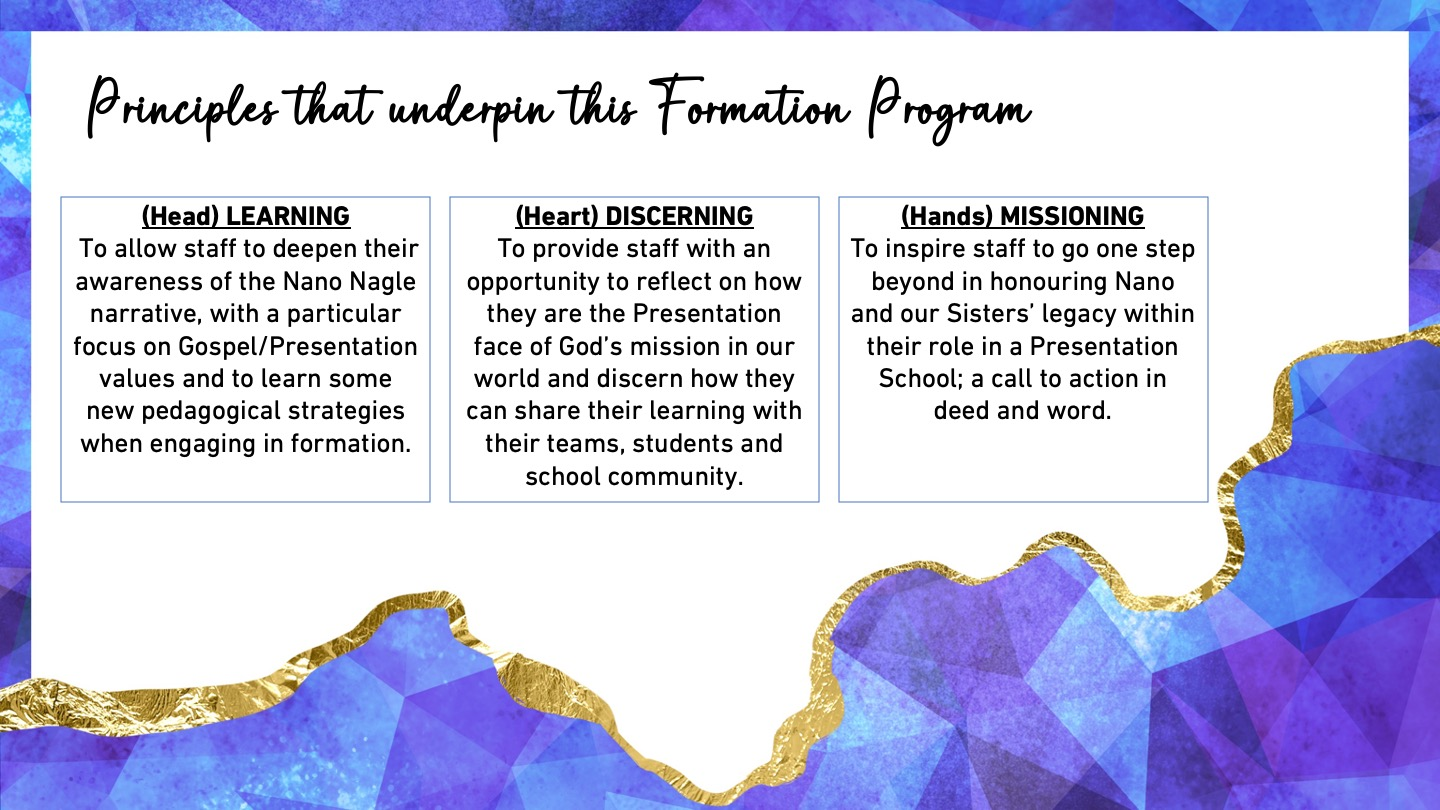 Principles that underpin this Formation Program
(Head) LEARNING
To allow staff to deepen their
awareness of the Nano Nagle
narrative, with a particular
focus on Gospel/Presentation
values and to learn some
new pedagogical strategies
when engaging in formation.
(Heart) DISCERNING
To provide staff with an
opportunity to reflect on how
they are the Presentation
face of God’s mission in our
world and discern how they
can share their learning with
their teams, students and
school community.
(Hands) MISSIONING
To inspire staff to go one step
beyond in honouring Nano
and our Sisters’ legacy within
their role in a Presentation
School; a call to action in
deed and word.